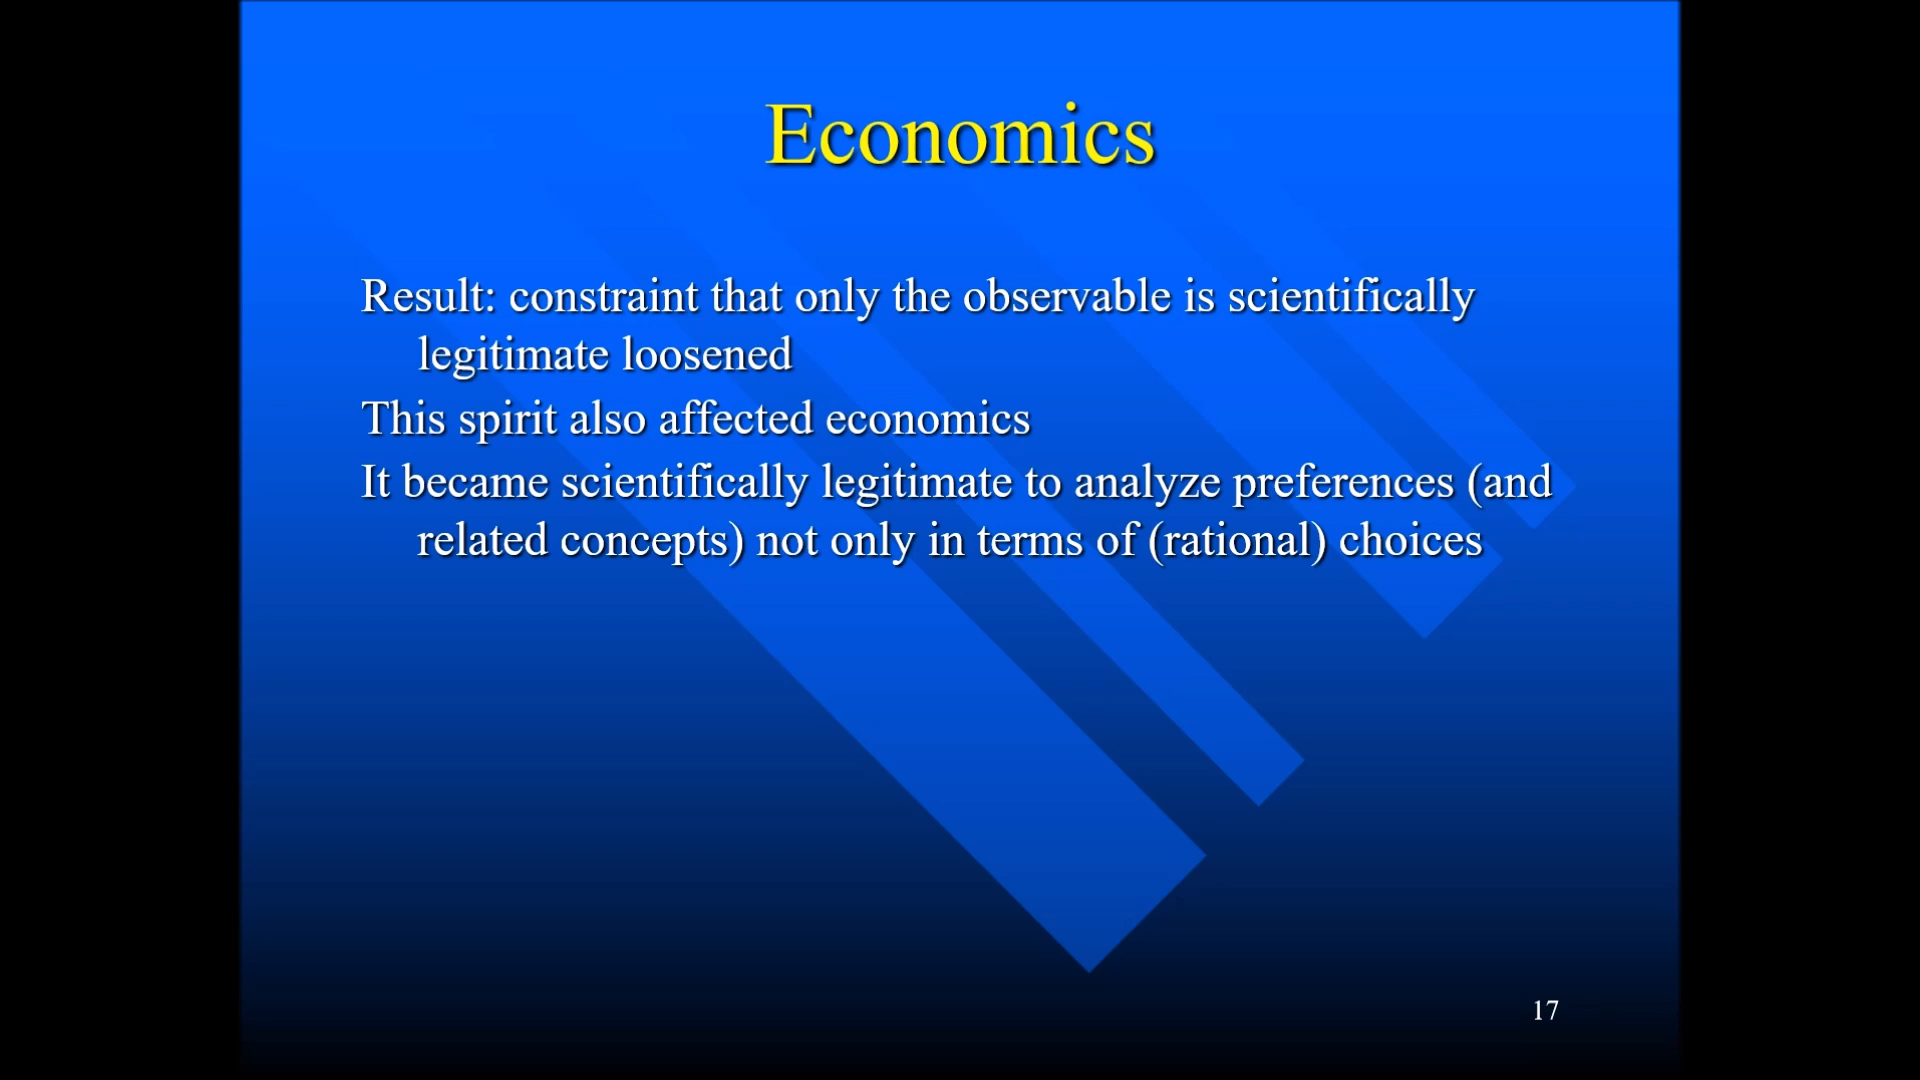 Economics
Result: constraint that only the observable is scientifically
legitimate loosened
This spirit also affected economics
It became scientifically legitimate to analyze preferences (and
related concepts) not only in terms of (rational) choices
17